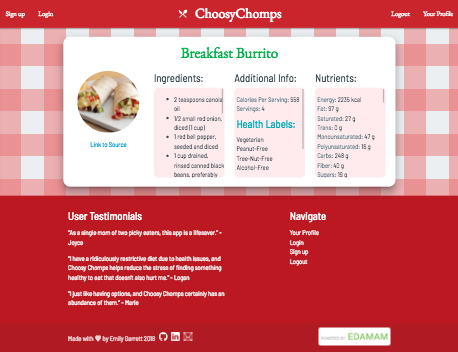 Sign up Login ChoosyChomps Logout Your Profile
Breakfast Burrito
Ingredients:
2 teaspoons canola
oil
1/2 small red onion,
diced (1 cup)
1 red bell pepper,
seeded and diced
1 cup drained,
rinsed canned black
beans, preferably
Link to Source
Additional Info:
Calories Per Serving: 558
Servings: 4
Health Labels:
Vegetarian
Peanut-Free
Tree-Nut-Free
Alcohol-Free
Nutrients:
Energy: 2235 kcal
Fat: 97 g
Saturated: 27 g
Trans: 0 g
Monounsaturated: 47 g
Polyunsaturated: 16 g
Carbs: 248 g
Fiber: 40 g
Sugars: 19 g
User Testimonials
"As a single mom of two picky eaters, this app is a lifesaver." -
Joyce
"I have a ridiculously restrictive diet due to health issues, and
Choosy Chomps helps reduce the stress of finding something
healthy to eat that doesn't also hurt me." - Logan
"I just like having options, and Choosy Chomps certainly has an
abundance of them." - Marie
Navigate
Your Profile
Login
Sign up
Logout
Made with by Emily Garrett 2018
POWERED BY EDAMAM